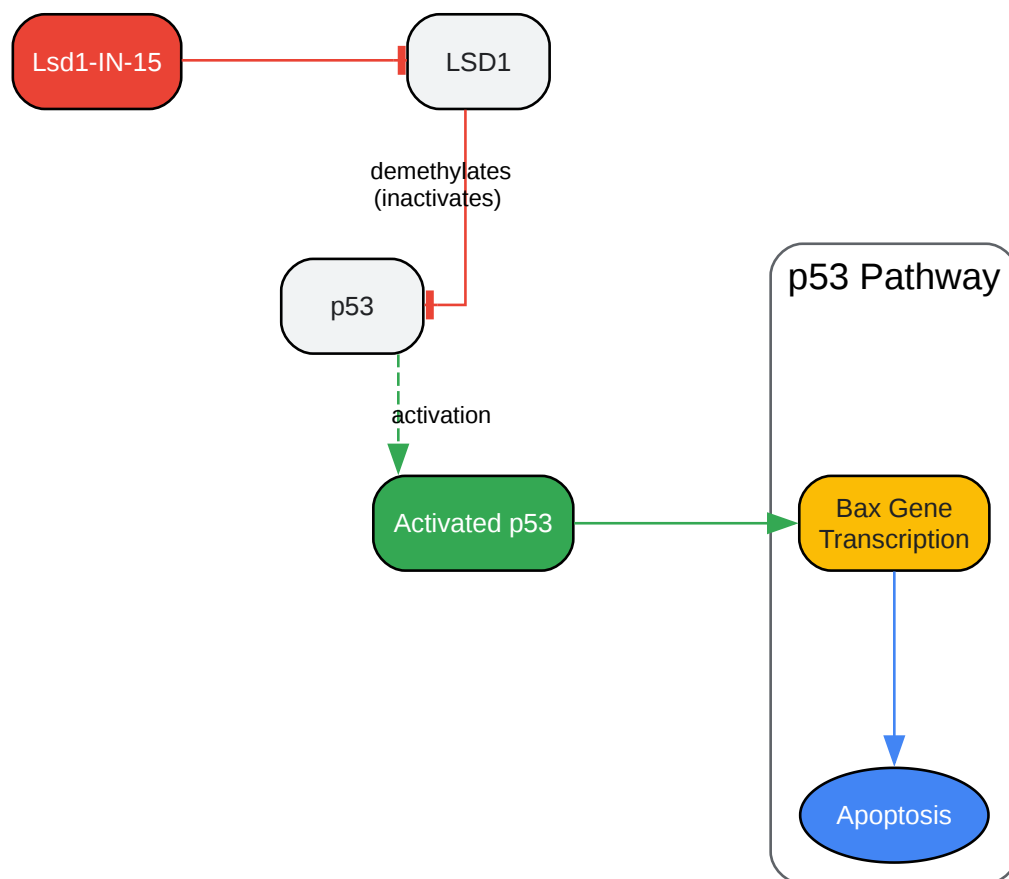 Lsd1-IN-15
LSD1
demethylates
(inactivates)
p53
p53 Pathway
activation
Activated p53
Bax Gene
Transcription
Apoptosis